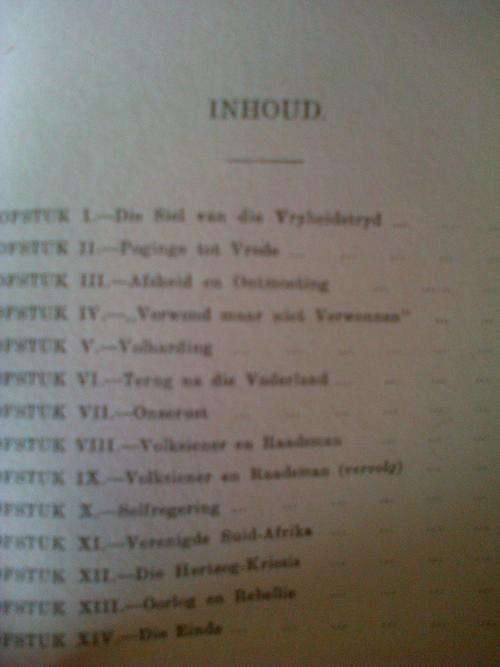 INHOUD.
OFSTUK I.—Die Siel van die Vryheidstryd ...
OFSTUK II.—Poginge tot Vrede ...
OFSTUK III.—Afskeid en Ontmoeting ...
OFSTUK IV.—„Verwond maar niet Verwonnen" ...
OFSTUK V.—Volharding ...
OFSTUK VI.—Terug na die Vaderland ...
OFSTUK VII.—Onserust ...
OFSTUK VIII.—Volksiener en Raadsman ...
OFSTUK IX.—Volksiener en Raadsman (vervolg) ...
OFSTUK X.—Selfregering ...
OFSTUK XI.—Verenigde Suid-Afrika ...
OFSTUK XII.—Die Hertzog-Kriesis ...
OFSTUK XIII.—Oorlog en Rebellie ...
OFSTUK XIV.—Die Einde ...